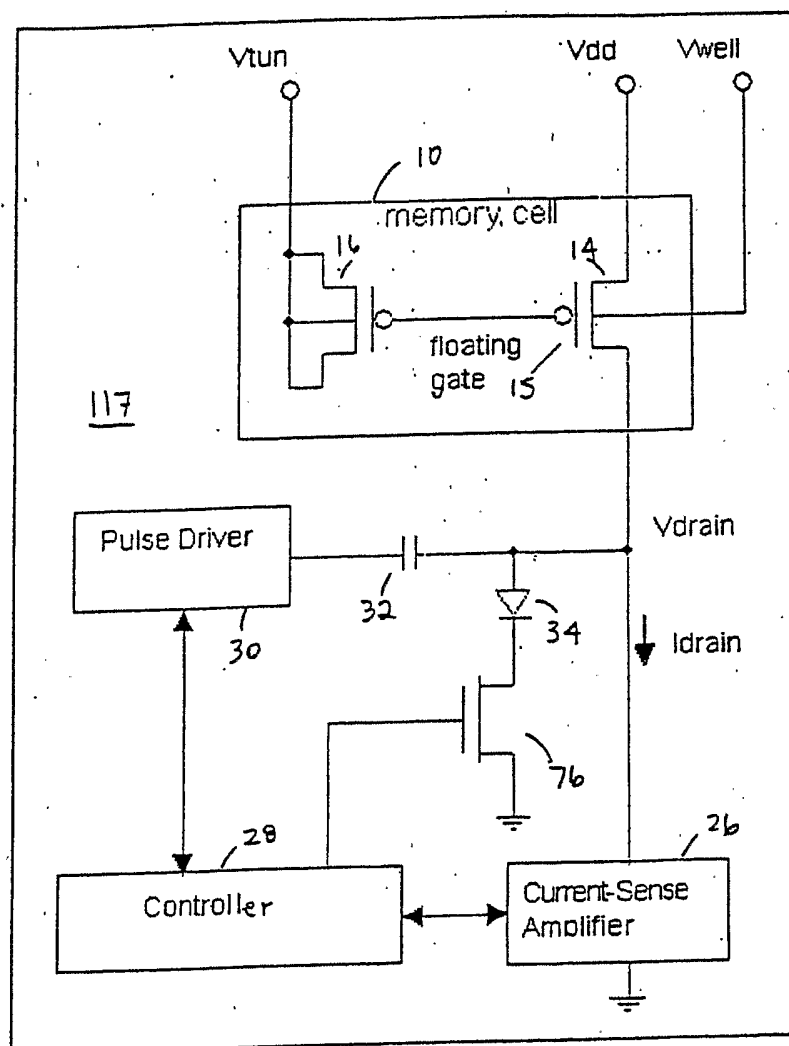 Vtun
Vdd
Vwell
10
memory cell
16
14
floating
gate
15
117
Pulse Driver
Vdrain
32
34
30
Idrain
76
28
26
Controller
Current-Sense
Amplifier